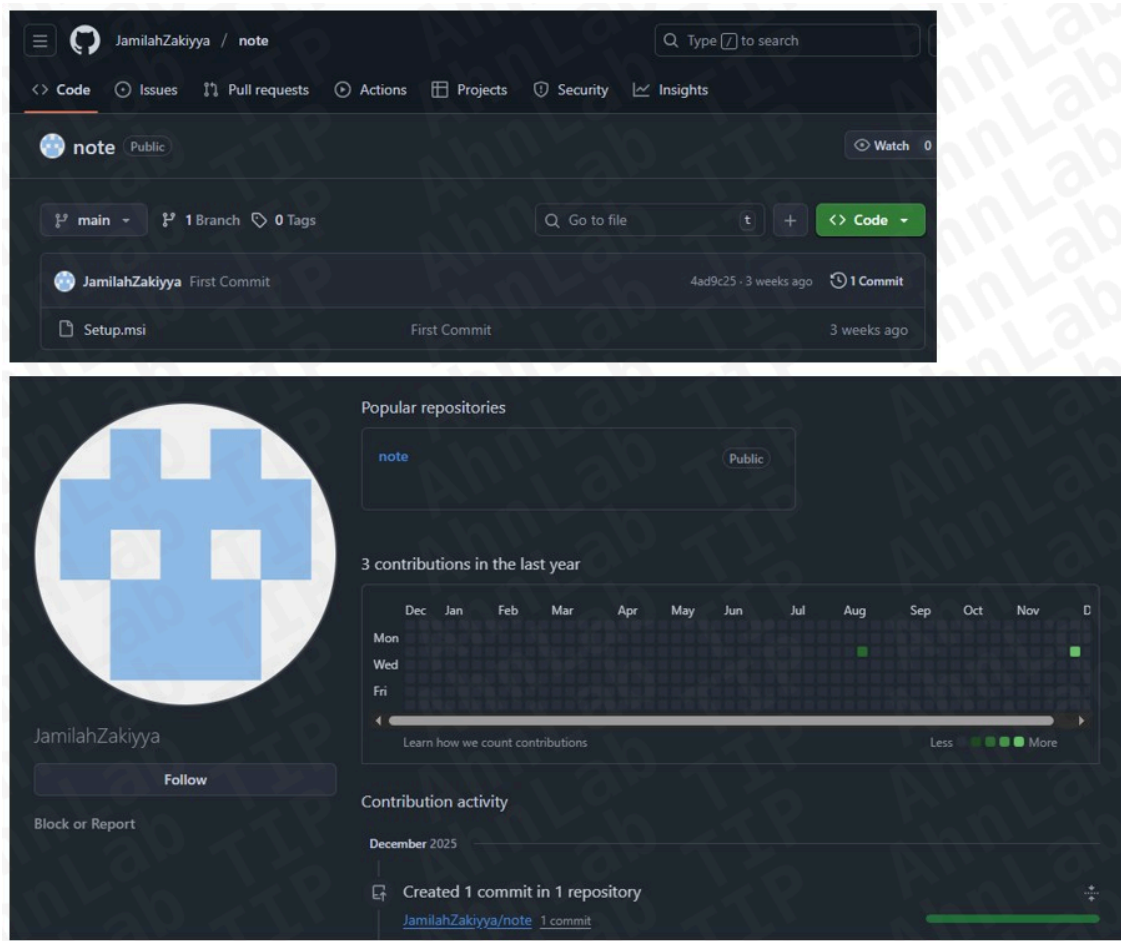 JamilahZakiyya / note
Type / to search
Code Issues Pull requests Actions Projects Security Insights
note Public
Watch 0
main 1 Branch 0 Tags
Go to file t + Code
JamilahZakiyya First Commit 4ad9c25 · 3 weeks ago 1 Commit
Setup.msi First Commit 3 weeks ago
Popular repositories
note Public
3 contributions in the last year
Dec Jan Feb Mar Apr May Jun Jul Aug Sep Oct Nov D
Mon
Wed
Fri
Learn how we count contributions Less More
JamilahZakiyya
Follow
Block or Report
Contribution activity
December 2025
Created 1 commit in 1 repository
JamilahZakiyya/note 1 commit
AhnLab TIP